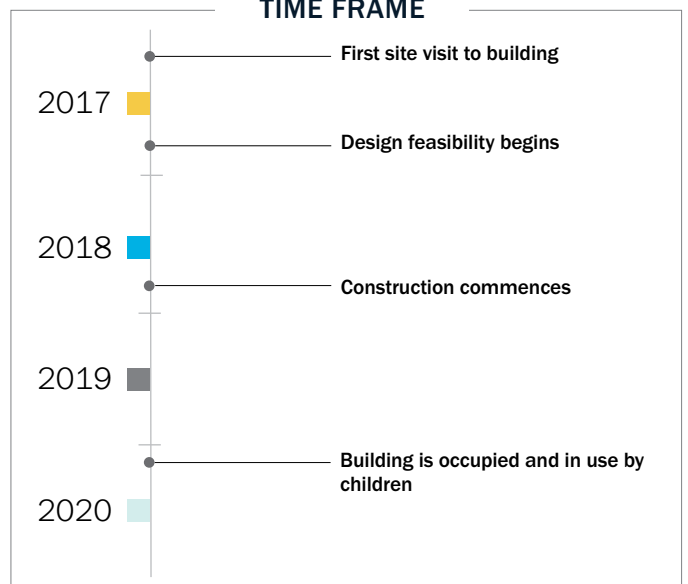 TIME FRAME
First site visit to building
2017
Design feasibility begins
2018
Construction commences
2019
Building is occupied and in use by
children
2020